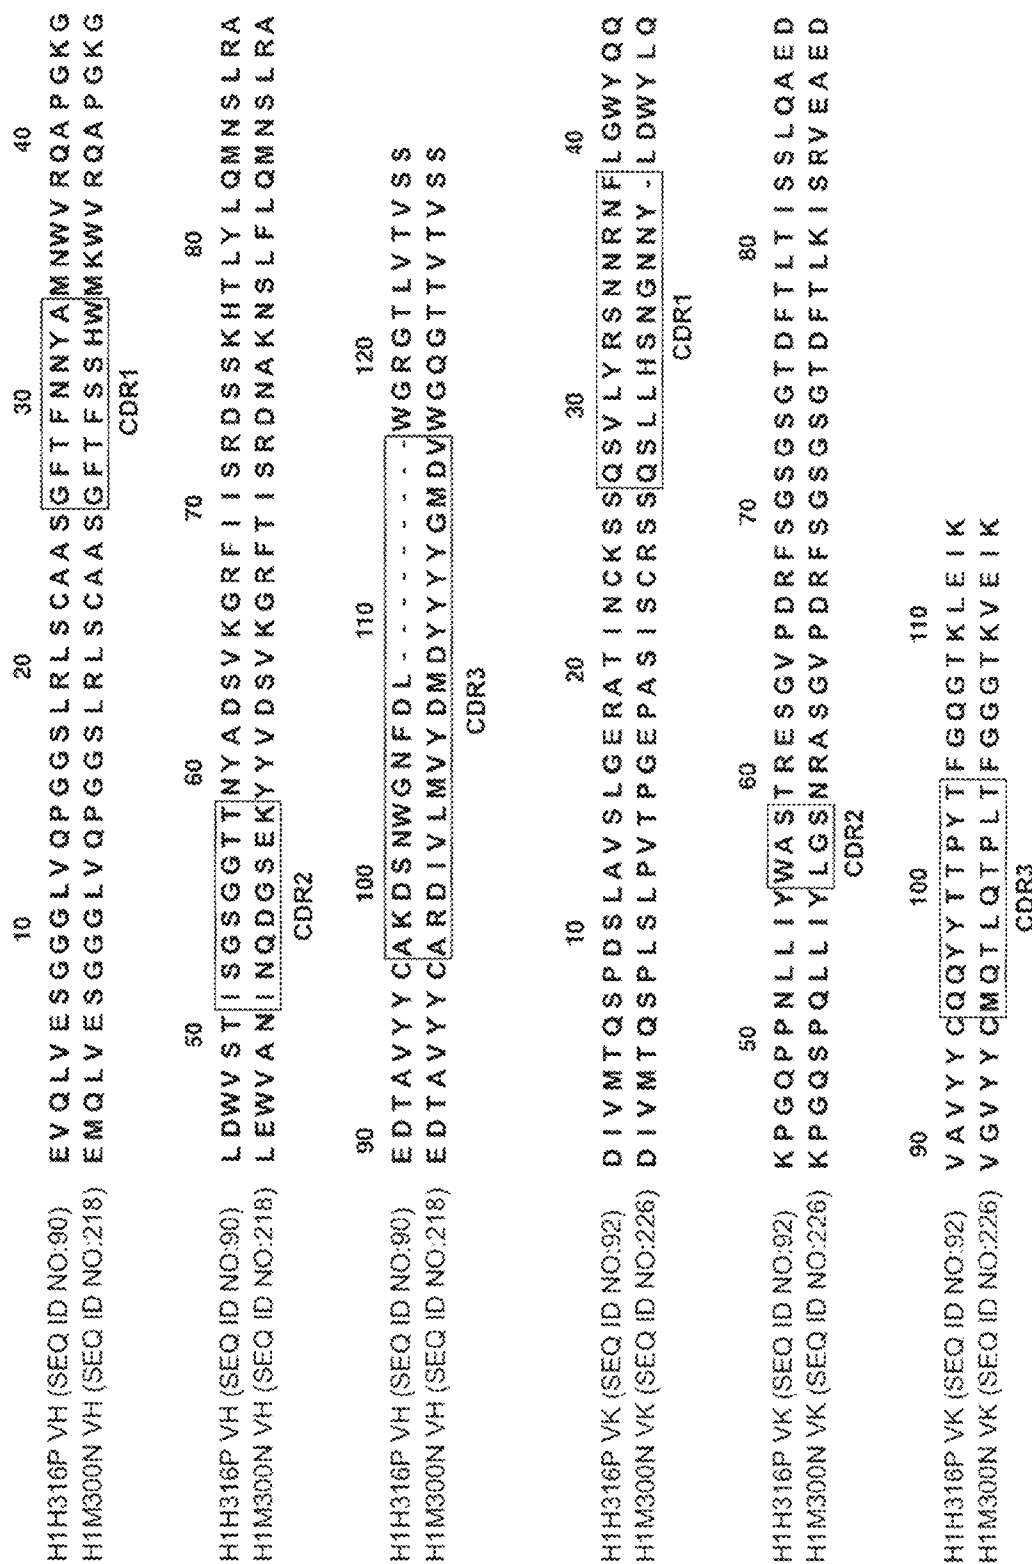 10 20 30 40
H1H316P VH (SEQ ID NO:90) E V Q L V E S G G G L V Q P G G S L R L S C A A S G F T F N N Y A M N W V R Q A P G K G
H1M300N VH (SEQ ID NO:218) E M Q L V E S G G G L V Q P G G S L R L S C A A S G F T F S S H W M K W V R Q A P G K G
CDR1
50 60 70 80
H1H316P VH (SEQ ID NO:90) L D W V S T I S G S G G T T N Y A D S V K G R F I I S R D S S K H T L Y L Q M N S L R A
H1M300N VH (SEQ ID NO:218) L E W V A N I N Q D G S E K Y Y V D S V K G R F T I S R D N A K N S L F L Q M N S L R A
CDR2
90 100 110 120
H1H316P VH (SEQ ID NO:90) E D T A V Y Y C A K D S N W G N F D L - - - - - - - - - W G R G T L V T V S S
H1M300N VH (SEQ ID NO:218) E D T A V Y Y C A R D I V L M V Y D M D Y Y Y Y G M D V W G Q G T T V T V S S
CDR3
10 20 30 40
H1H316P VK (SEQ ID NO:92) D I V M T Q S P D S L A V S L G E R A T I N C K S S Q S V L Y R S N N R N F L G W Y Q Q
H1M300N VK (SEQ ID NO:226) D I V M T Q S P L S L P V T P G E P A S I S C R S S Q S L L H S N G N N Y - L D W Y L Q
CDR1
50 60 70 80
H1H316P VK (SEQ ID NO:92) K P G Q P P N L L I Y W A S T R E S G V P D R F S G S G S G T D F T L T I S S L Q A E D
H1M300N VK (SEQ ID NO:226) K P G Q S P Q L L I Y L G S N R A S G V P D R F S G S G S G T D F T L K I S R V E A E D
CDR2
90 100 110
H1H316P VK (SEQ ID NO:92) V A V Y Y C Q Q Y Y T T P Y T F G Q G T K L E I K
H1M300N VK (SEQ ID NO:226) V G V Y Y C M Q T L Q T P L T F G G G T K V E I K
CDR3